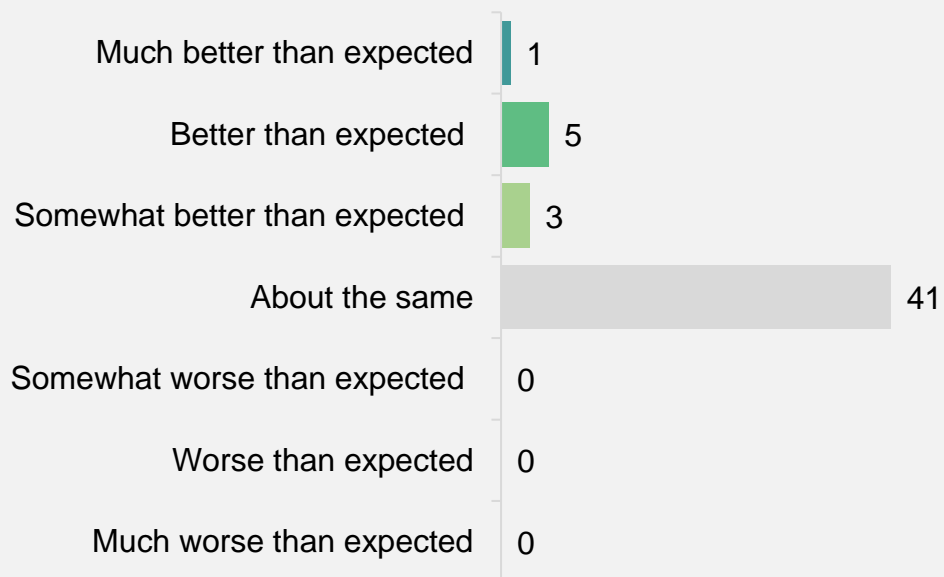 Much better than expected 1
Better than expected 5
Somewhat better than expected 3
About the same 41
Somewhat worse than expected 0
Worse than expected 0
Much worse than expected 0